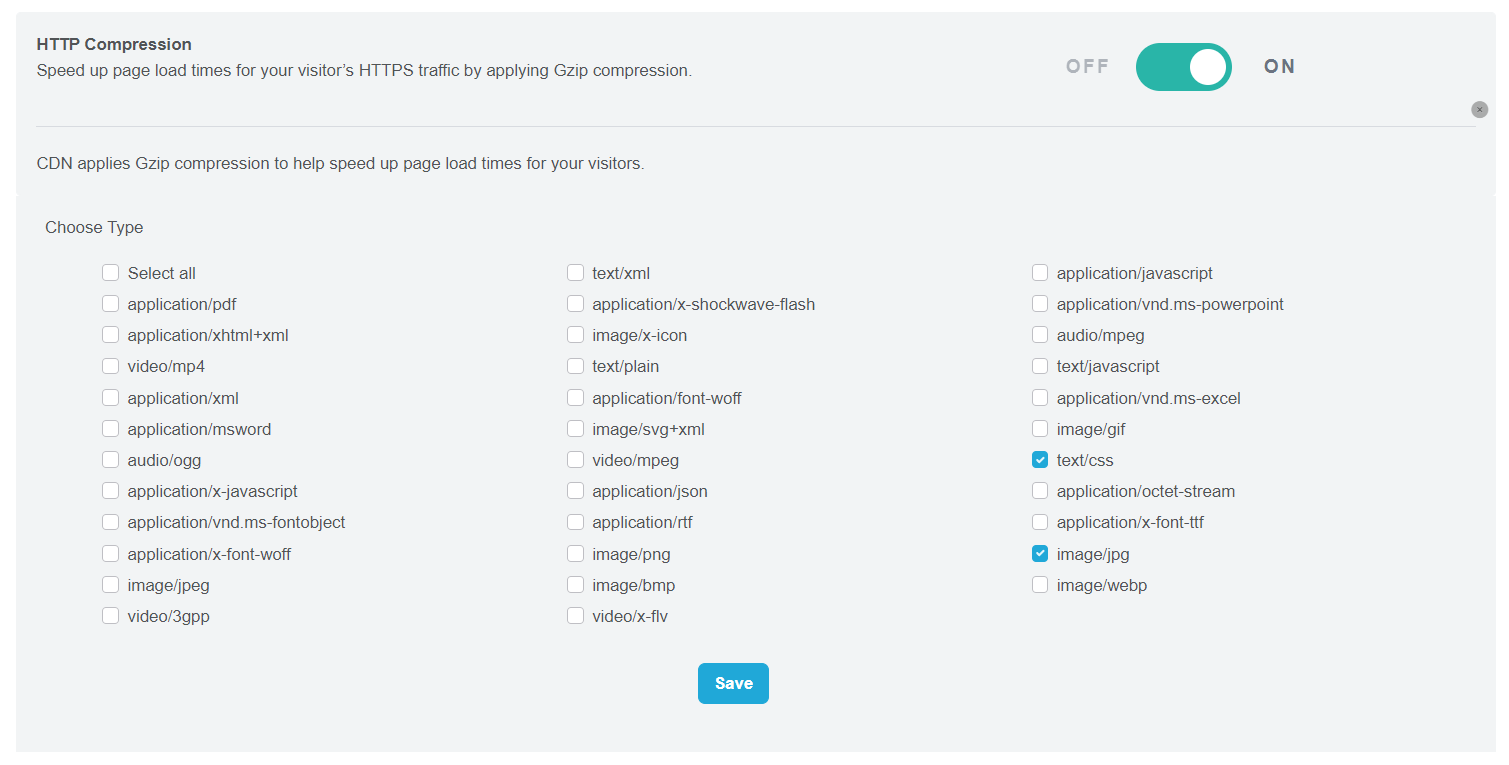 HTTP Compression
Speed up page load times for your visitor’s HTTPS traffic by applying Gzip compression.
OFF ON
CDN applies Gzip compression to help speed up page load times for your visitors.
Choose Type
Select all text/xml application/javascript
application/pdf application/x-shockwave-flash application/vnd.ms-powerpoint
application/xhtml+xml image/x-icon audio/mpeg
video/mp4 text/plain text/javascript
application/xml application/font-woff application/vnd.ms-excel
application/msword image/svg+xml image/gif
audio/ogg video/mpeg text/css
application/x-javascript application/json application/octet-stream
application/vnd.ms-fontobject application/rtf application/x-font-ttf
application/x-font-woff image/png image/jpg
image/jpeg image/bmp image/webp
video/3gpp video/x-flv
Save